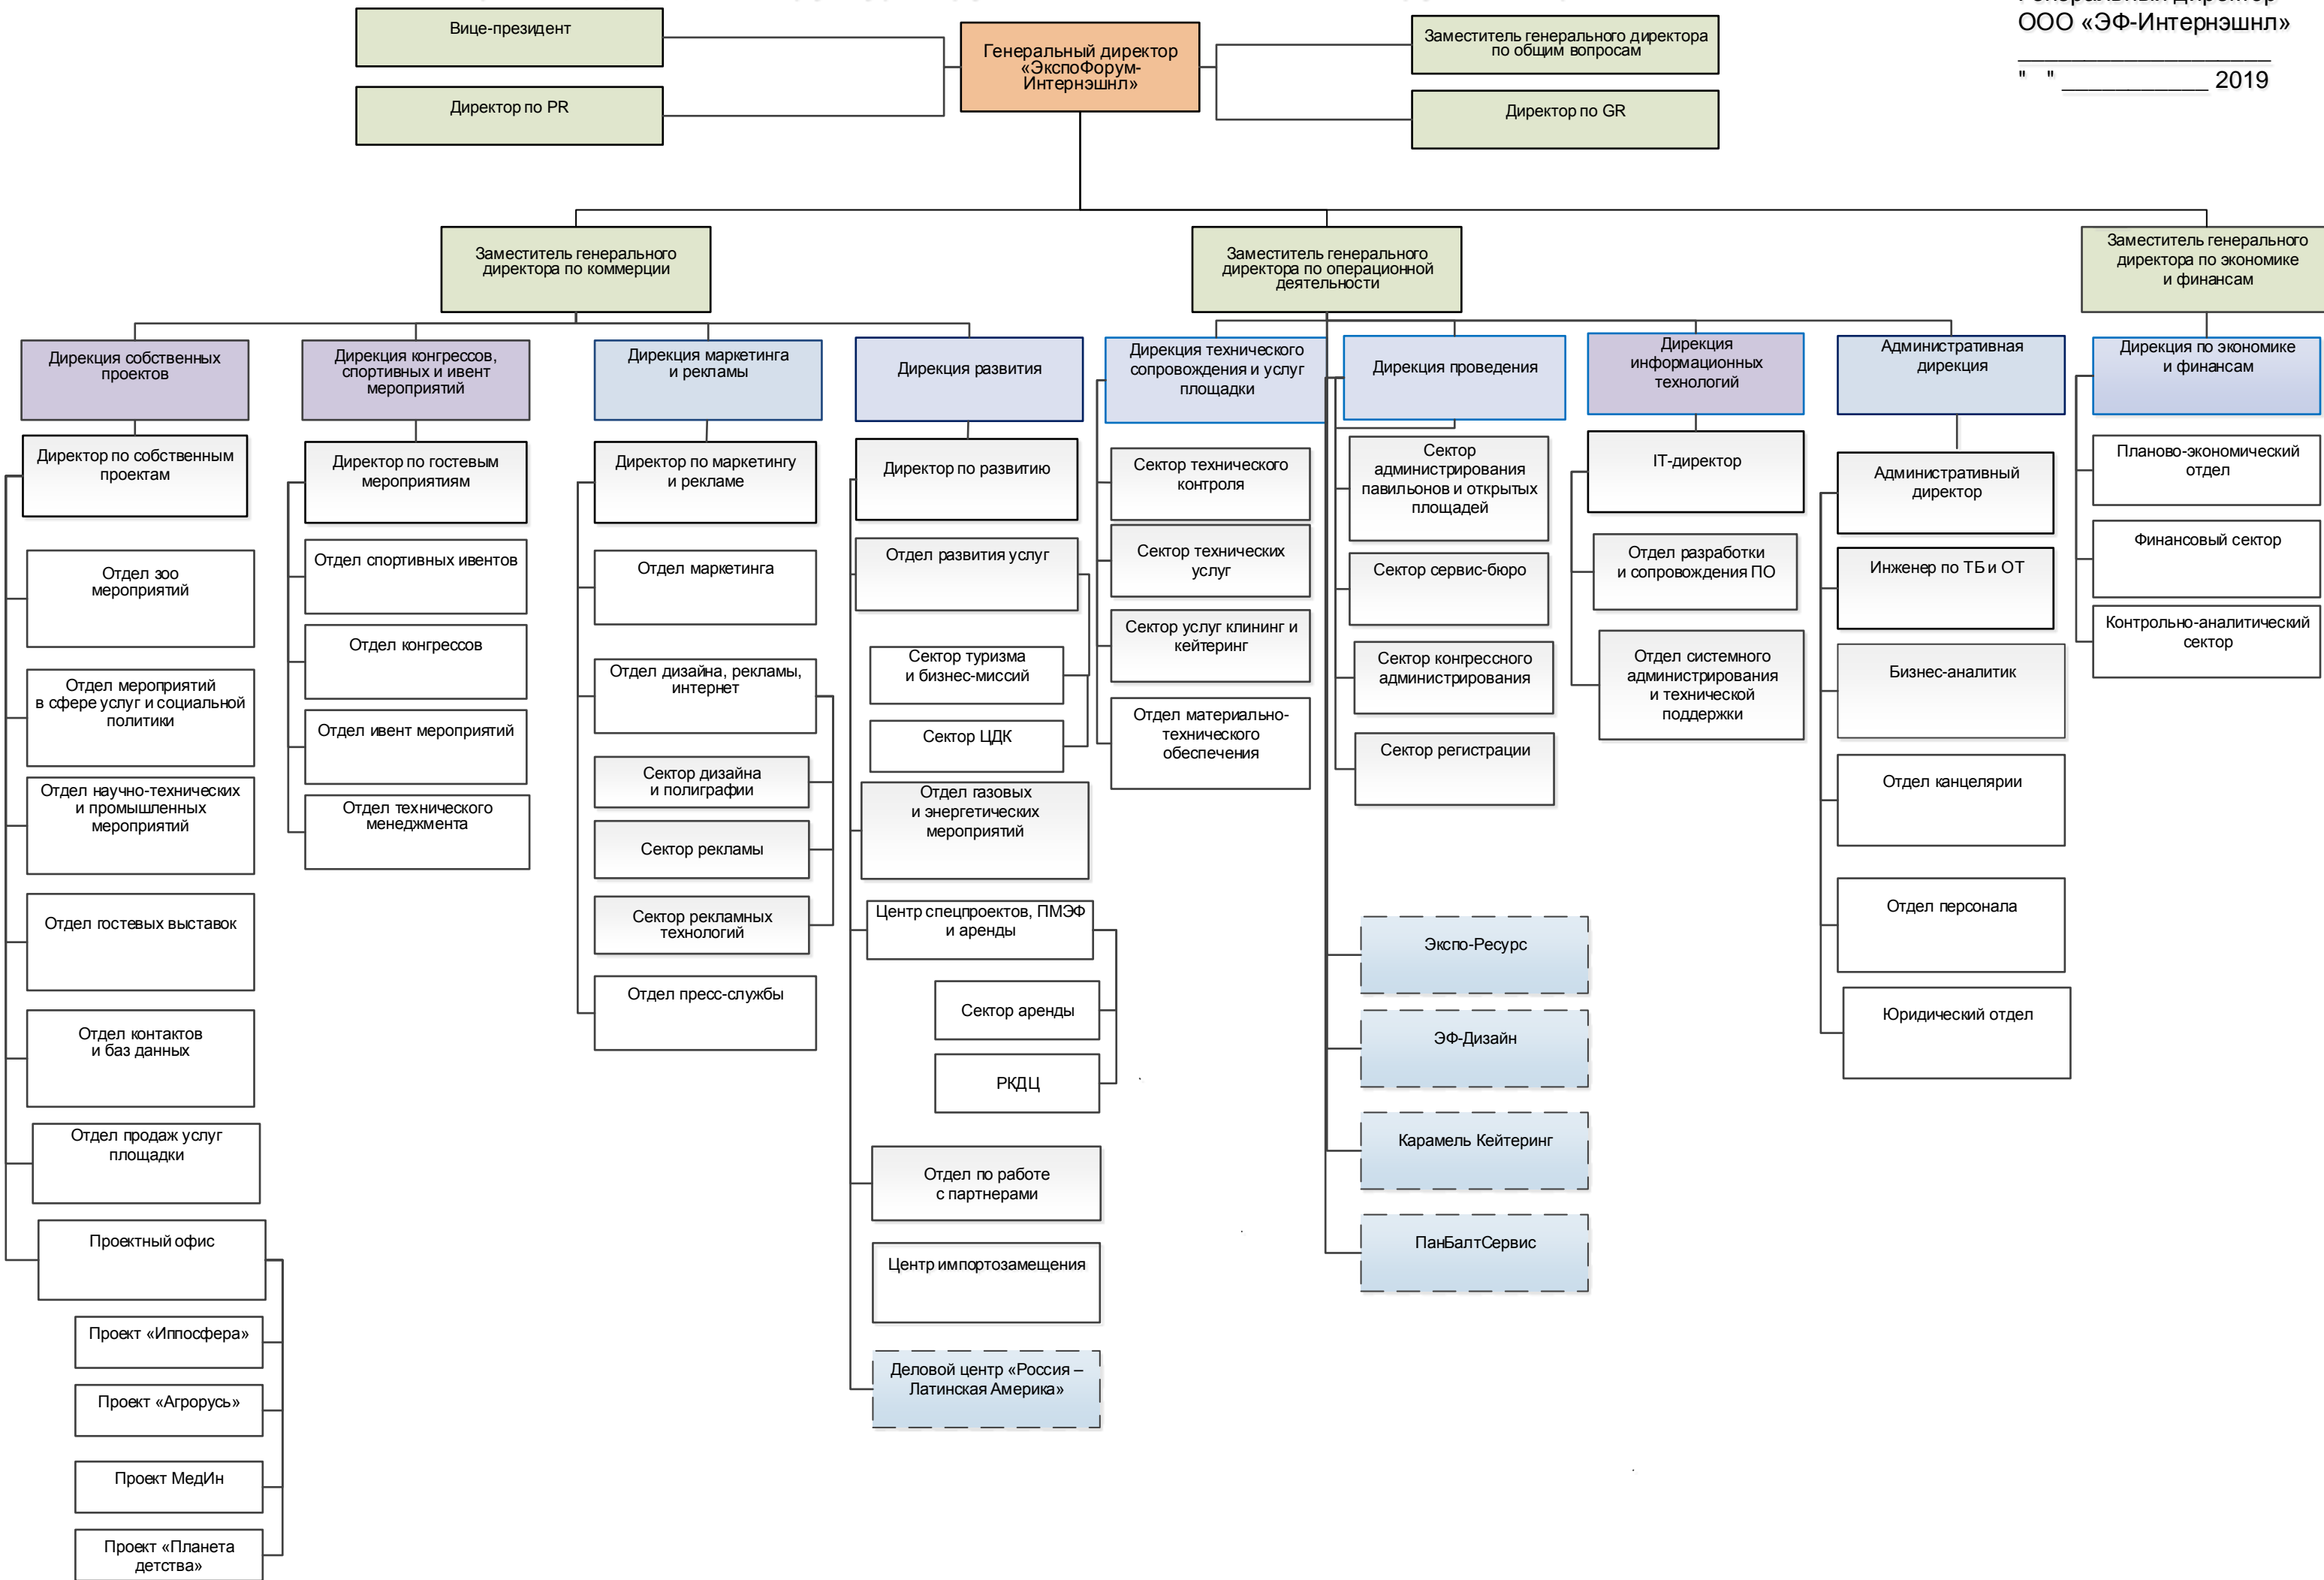 Генеральный директор
ООО «ЭФ-Интернэшнл»
" " 2019
Вице-президент
Директор по PR
Генеральный директор
«ЭкспоФорум-
Интернэшнл»
Заместитель генерального директора
по общим вопросам
Директор по GR
Заместитель генерального
директора по коммерции
Заместитель генерального
директора по операционной
деятельности
Заместитель генерального
директора по экономике
и финансам
Дирекция собственных
проектов
Директор по собственным
проектам
Отдел зоо
мероприятий
Отдел мероприятий
в сфере услуг и социальной
политики
Отдел научно-технических
и промышленных
мероприятий
Отдел гостевых выставок
Отдел контактов
и баз данных
Отдел продаж услуг
площадки
Проектный офис
Проект «Иппосфера»
Проект «Агрорусь»
Проект МедИн
Проект «Планета
детства»
Дирекция конгрессов,
спортивных и ивент
мероприятий
Директор по гостевым
мероприятиям
Отдел спортивных ивентов
Отдел конгрессов
Отдел ивент мероприятий
Отдел технического
менеджмента
Дирекция маркетинга
и рекламы
Директор по маркетингу
и рекламе
Отдел маркетинга
Отдел дизайна, рекламы,
интернет
Сектор дизайна
и полиграфии
Сектор рекламы
Сектор рекламных
технологий
Отдел пресс-службы
Дирекция развития
Директор по развитию
Отдел развития услуг
Сектор туризма
и бизнес-миссий
Сектор ЦДК
Отдел газовых
и энергетических
мероприятий
Центр спецпроектов, ПМЭФ
и аренды
Сектор аренды
РКДЦ
Отдел по работе
с партнерами
Центр импортозамещения
Деловой центр «Россия –
Латинская Америка»
Дирекция технического
сопровождения и услуг
площадки
Сектор технического
контроля
Сектор технических
услуг
Сектор услуг клининг и
кейтеринг
Отдел материально-
технического
обеспечения
Дирекция проведения
Сектор
администрирования
павильонов и открытых
площадей
Сектор сервис-бюро
Сектор конгрессного
администрирования
Сектор регистрации
Экспо-Ресурс
ЭФ-Дизайн
Карамель Кейтеринг
ПанБалтСервис
Дирекция
информационных
технологий
IT-директор
Отдел разработки
и сопровождения ПО
Отдел системного
администрирования
и технической
поддержки
Административная
дирекция
Административный
директор
Инженер по ТБ и ОТ
Бизнес-аналитик
Отдел канцелярии
Отдел персонала
Юридический отдел
Дирекция по экономике
и финансам
Планово-экономический
отдел
Финансовый сектор
Контрольно-аналитический
сектор